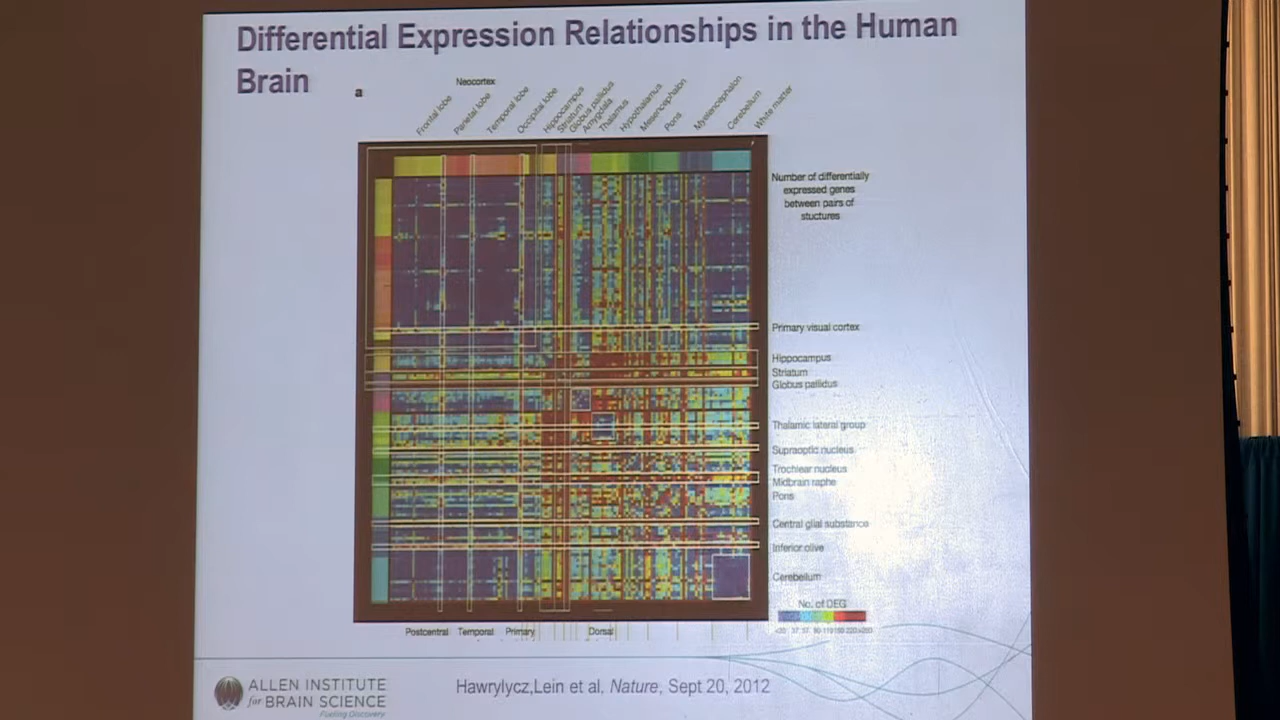 Differential Expression Relationships in the Human
Brain
a
Neocortex
Frontal lobe
Parietal lobe
Temporal lobe
Occipital lobe
Hippocampus
Striatum
Globus pallidus
Amygdala
Thalamus
Hypothalamus
Mesencephalon
Pons
Myelencephalon
Cerebellum
White matter
Number of differentially
expressed genes
between pairs of
stuctures
Primary visual cortex
Hippocampus
Striatum
Globus pallidus
Thalamic lateral group
Supraoptic nucleus
Trochlear nucleus
Midbrain raphe
Pons
Central glial substance
Inferior olive
Cerebellum
No. of DEG
Postcentral Temporal Primary Dorsal
ALLEN INSTITUTE
for BRAIN SCIENCE
Fueling Discovery
Hawrylycz,Lein et al, Nature, Sept 20, 2012